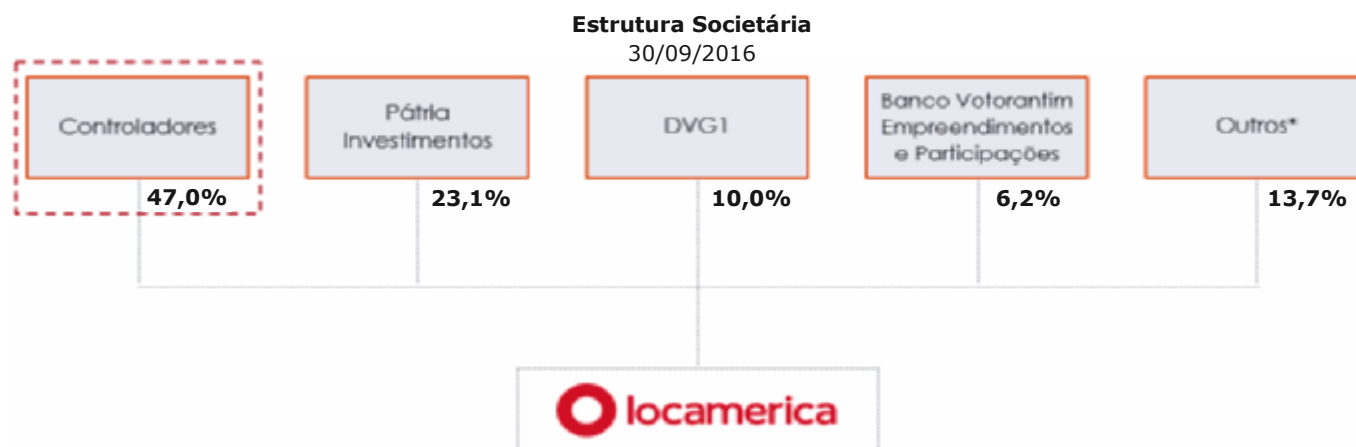 Estrutura Societária
30/09/2016
Controladores
Pátria
Investimentos
DVG1
Banco Votorantim
Empreendimentos
e Participações
Outros*
47,0%
23,1%
10,0%
6,2%
13,7%
locamerica